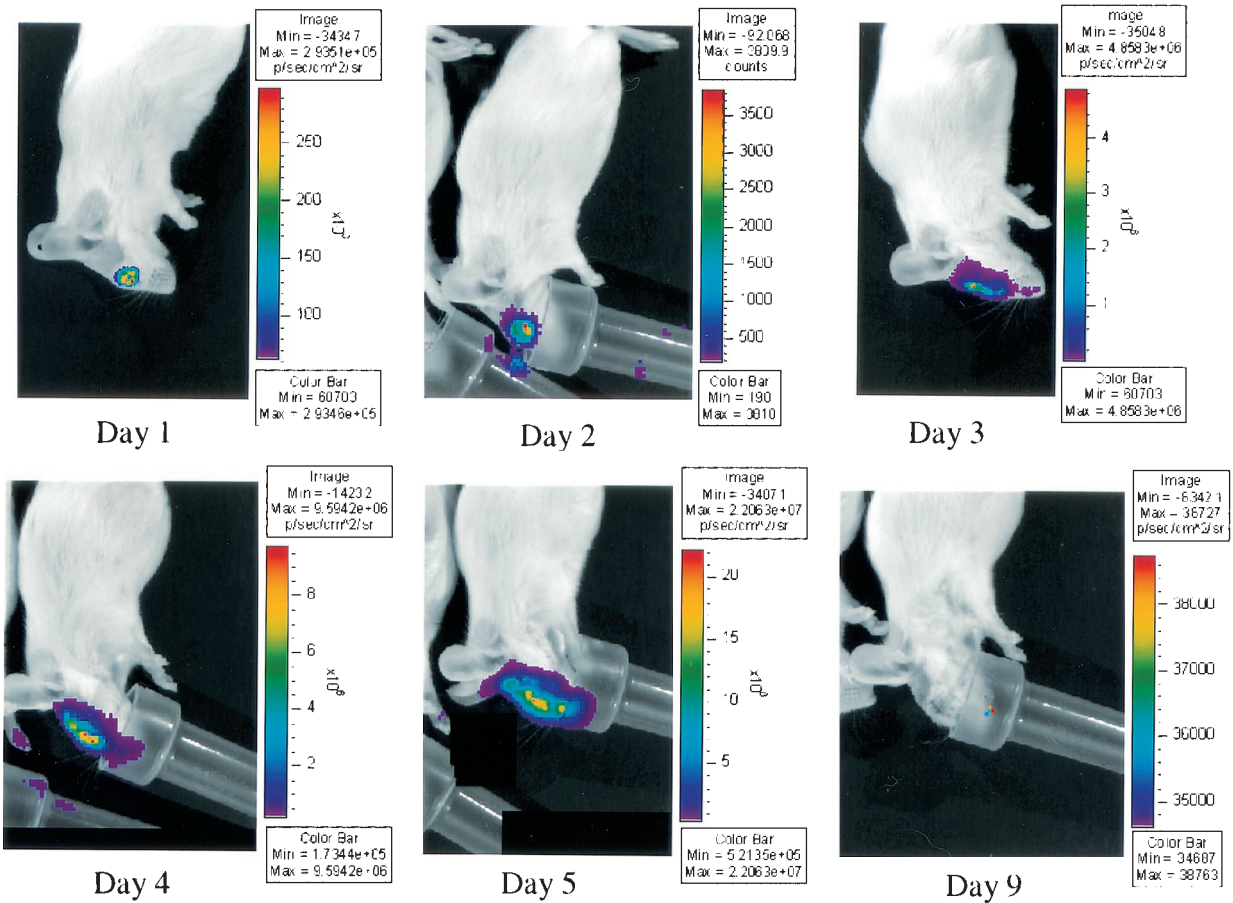 Image
Min = -34347
Max = 2.9351e+05
p/sec/cm^2/sr
250
200
150
100
Color Bar
Min = 60703
Max = 2.9346e+05
Day 1
Image
Min = -92.068
Max = 3809.9
counts
3500
3000
2500
2000
1500
1000
500
Color Bar
Min = 190
Max = 3810
Day 2
mage
Min = -35048
Max = 4.8583e+06
p/sec/cm^2/sr
4
3
2
1
x10^6
Color Bar
Min = 60703
Max = 4.8583e+06
Day 3
Image
Min = -14232
Max = 9.5942e+06
p/sec/cm^2/sr
8
6
4
2
x10^6
Color Bar
Min = 1.7344e+05
Max = 9.5942e+06
Day 4
Image
Min = -34071
Max = 2.2063e+07
p/sec/cm^2/sr
20
15
10
5
x10^6
Color Bar
Min = 5.2135e+05
Max = 2.2063e+07
Day 5
Image
p/sec/cm^2/sr
38000
37000
36000
35000
Color Bar
Min = 34687
Max = 38763
Day 9